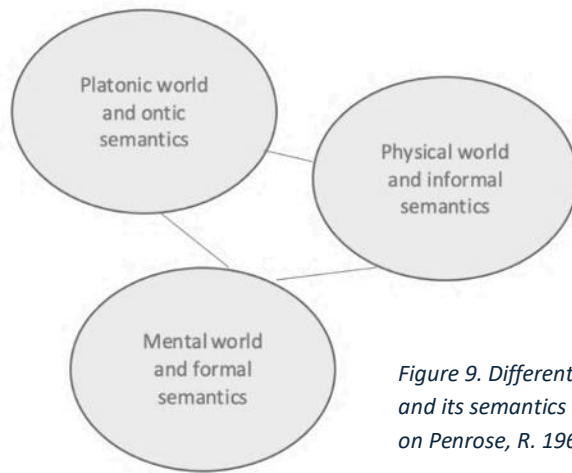 Platonic world
and ontic
semantics
Physical world
and informal
semantics
Mental world
and formal
semantics
Figure 9. Different
and its semantics
on Penrose, R. 196